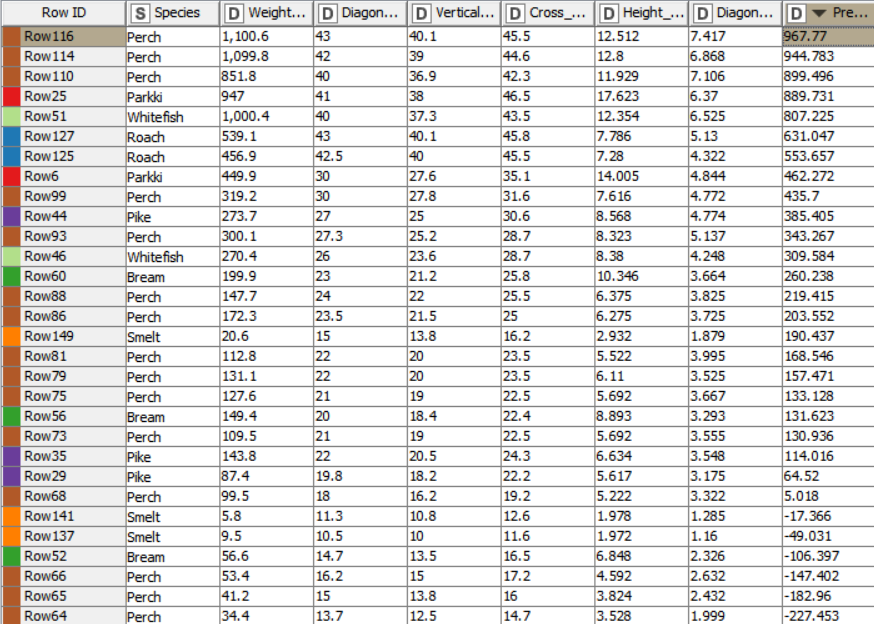 Row ID S Species D Weight... D Diagon... D Vertical... D Cross_... D Height_... D Diagon... D Pre...
Row116 Perch 1,100.6 43 40.1 45.5 12.512 7.417 967.77
Row114 Perch 1,099.8 42 39 44.6 12.8 6.868 944.783
Row110 Perch 851.8 40 36.9 42.3 11.929 7.106 899.496
Row25 Parkki 947 41 38 46.5 17.623 6.37 889.731
Row51 Whitefish 1,000.4 40 37.3 43.5 12.354 6.525 807.225
Row127 Roach 539.1 43 40.1 45.8 7.786 5.13 631.047
Row125 Roach 456.9 42.5 40 45.5 7.28 4.322 553.657
Row6 Parkki 449.9 30 27.6 35.1 14.005 4.844 462.272
Row99 Perch 319.2 30 27.8 31.6 7.616 4.772 435.7
Row44 Pike 273.7 27 25 30.6 8.568 4.774 385.405
Row93 Perch 300.1 27.3 25.2 28.7 8.323 5.137 343.267
Row46 Whitefish 270.4 26 23.6 28.7 8.38 4.248 309.584
Row60 Bream 199.9 23 21.2 25.8 10.346 3.664 260.238
Row88 Perch 147.7 24 22 25.5 6.375 3.825 219.415
Row86 Perch 172.3 23.5 21.5 25 6.275 3.725 203.552
Row149 Smelt 20.6 15 13.8 16.2 2.932 1.879 190.437
Row81 Perch 112.8 22 20 23.5 5.522 3.995 168.546
Row79 Perch 131.1 22 20 23.5 6.11 3.525 157.471
Row75 Perch 127.6 21 19 22.5 5.692 3.667 133.128
Row56 Bream 149.4 20 18.4 22.4 8.893 3.293 131.623
Row73 Perch 109.5 21 19 22.5 5.692 3.555 130.936
Row35 Pike 143.8 22 20.5 24.3 6.634 3.548 114.016
Row29 Pike 87.4 19.8 18.2 22.2 5.617 3.175 64.52
Row68 Perch 99.5 18 16.2 19.2 5.222 3.322 5.018
Row141 Smelt 5.8 11.3 10.8 12.6 1.978 1.285 -17.366
Row137 Smelt 9.5 10.5 10 11.6 1.972 1.16 -49.031
Row52 Bream 56.6 14.7 13.5 16.5 6.848 2.326 -106.397
Row66 Perch 53.4 16.2 15 17.2 4.592 2.632 -147.402
Row65 Perch 41.2 15 13.8 16 3.824 2.432 -182.96
Row64 Perch 34.4 13.7 12.5 14.7 3.528 1.999 -227.453